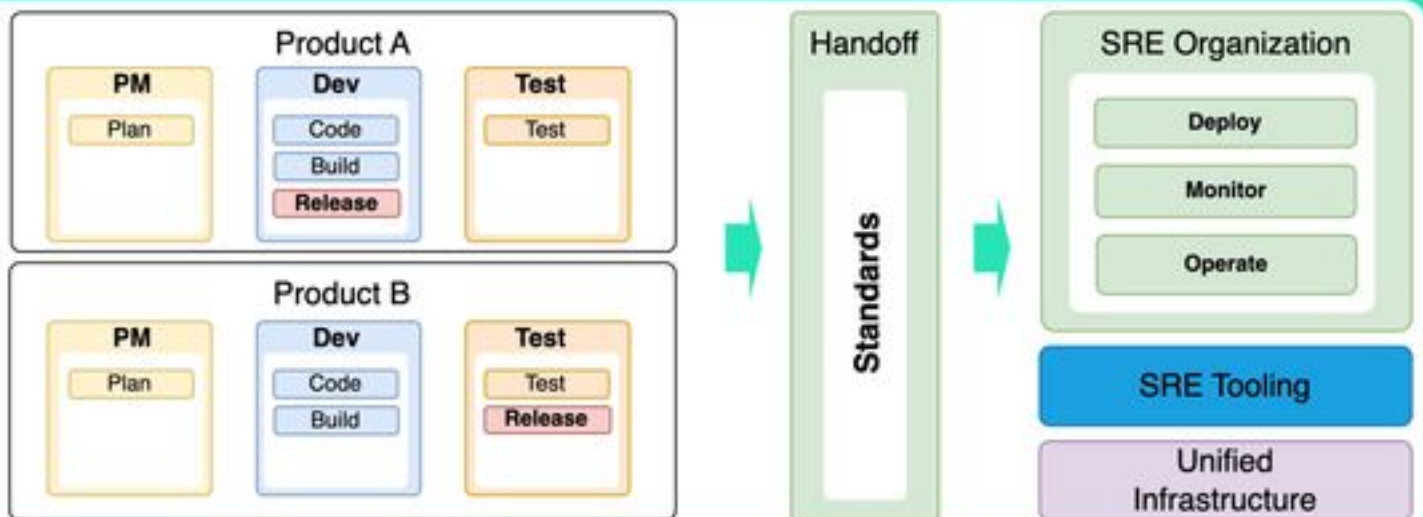 Product A
PM
Plan
Dev
Code
Build
Release
Test
Test
Product B
PM
Plan
Dev
Code
Build
Test
Test
Release
Handoff
Standards
SRE Organization
Deploy
Monitor
Operate
SRE Tooling
Unified
Infrastructure